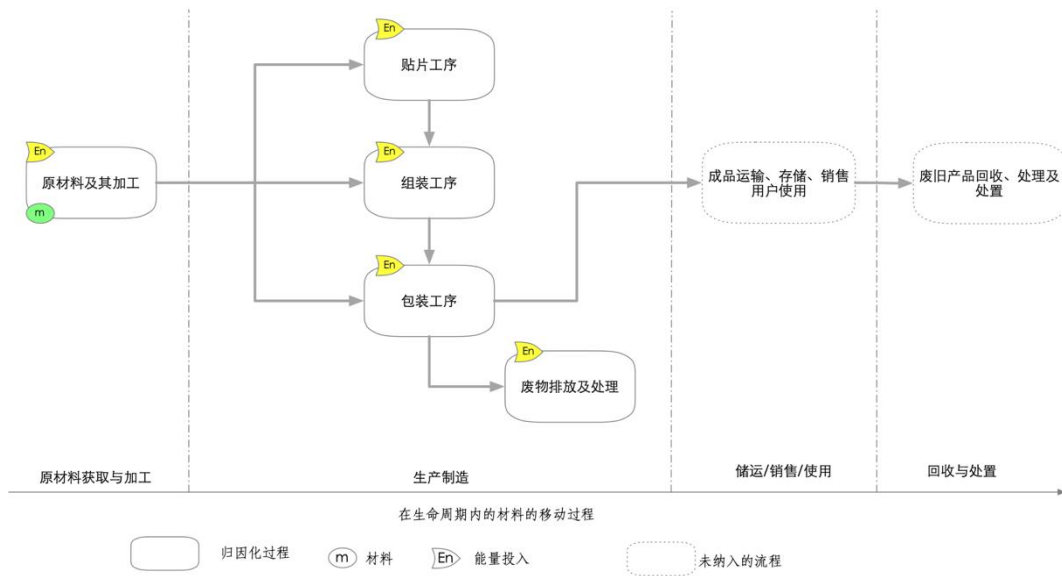 En
贴片工序
En
原材料及其加工
m
En
组装工序
En
包装工序
En
废物排放及处理
成品运输、存储、销售
用户使用
废旧产品回收、处理及
处置
原材料获取与加工
生产制造
储运/销售/使用
回收与处置
在生命周期内的材料的移动过程
归因化过程
m
材料
En
能量投入
未纳入的流程